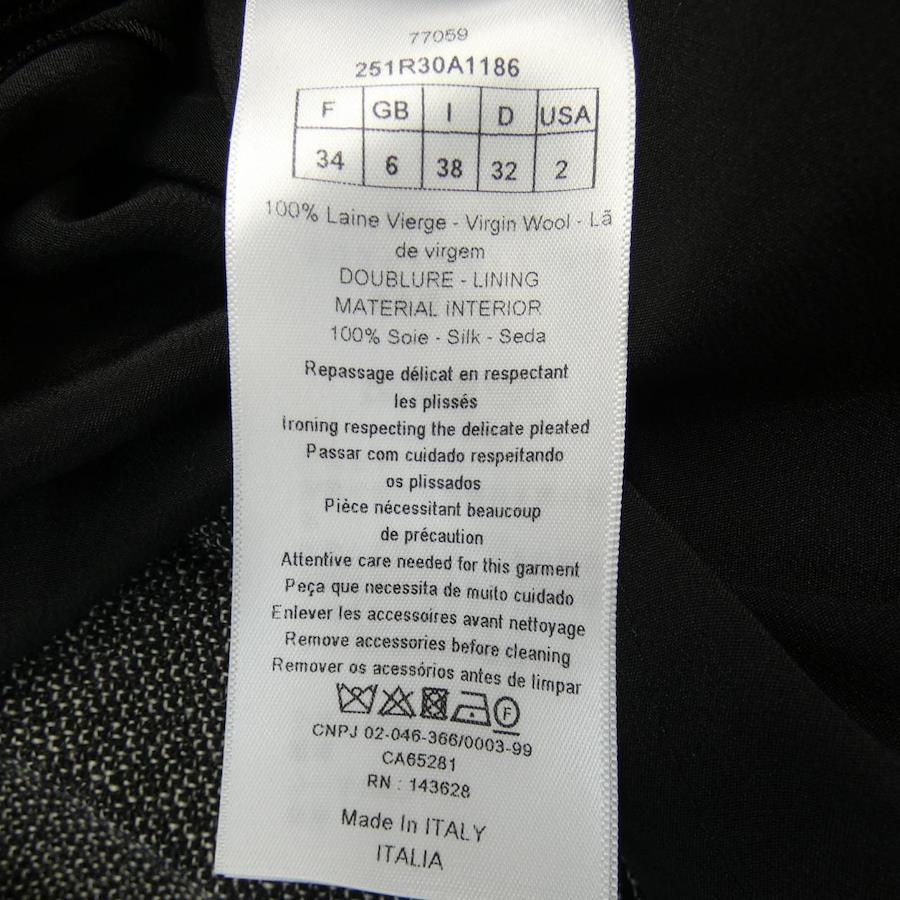 77059
251R30A1186
F GB I D USA
34 6 38 32 2
100% Laine Vierge - Virgin Wool - Lã
de virgem
DOUBLURE - LINING
MATERIAL INTERIOR
100% Soie - Silk - Seda
Repassage délicat en respectant
les plissés
Ironing respecting the delicate pleated
Passar com cuidado respeitando
os plissados
Pièce nécessitant beaucoup
de précaution
Attentive care needed for this garment
Peça que necessita de muito cuidado
Enlever les accessoires avant nettoyage
Remove accessories before cleaning
Remover os acessórios antes de limpar
F
CNPJ 02-046-366/0003-99
CA65281
RN : 143628
Made In ITALY
ITALIA